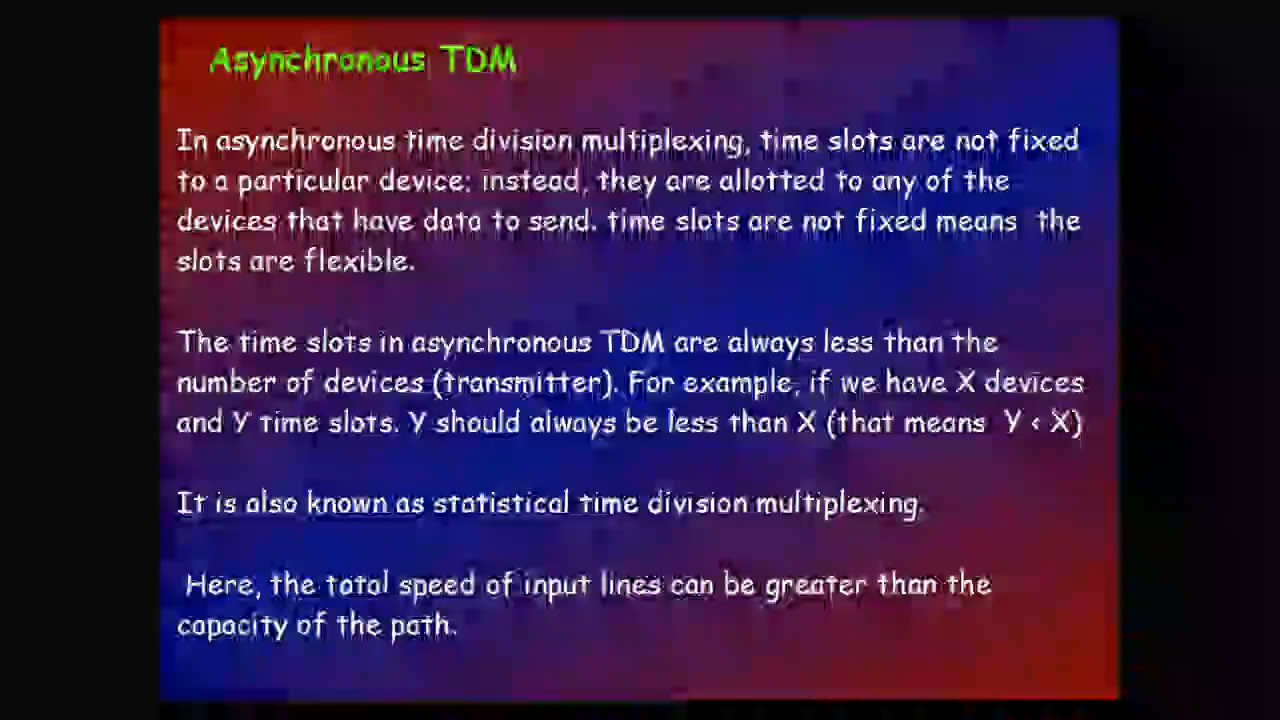 Asynchronous TDM
In asynchronous time division multiplexing, time slots are not fixed
to a particular device; instead, they are allotted to any of the
devices that have data to send. time slots are not fixed means the
slots are flexible.
The time slots in asynchronous TDM are always less than the
number of devices (transmitter). For example, if we have X devices
and Y time slots. Y should always be less than X (that means Y < X)
It is also known as statistical time division multiplexing.
Here, the total speed of input lines can be greater than the
capacity of the path.